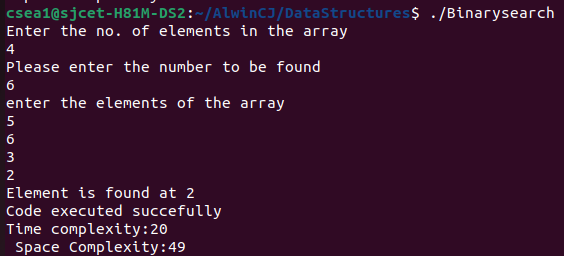 csea1@sjcet-H81M-DS2:~/AlwinCJ/DataStructures$ ./Binarysearch
Enter the no. of elements in the array
4
Please enter the number to be found
6
enter the elements of the array
5
6
3
2
Element is found at 2
Code executed succefully
Time complexity:20
 Space Complexity:49